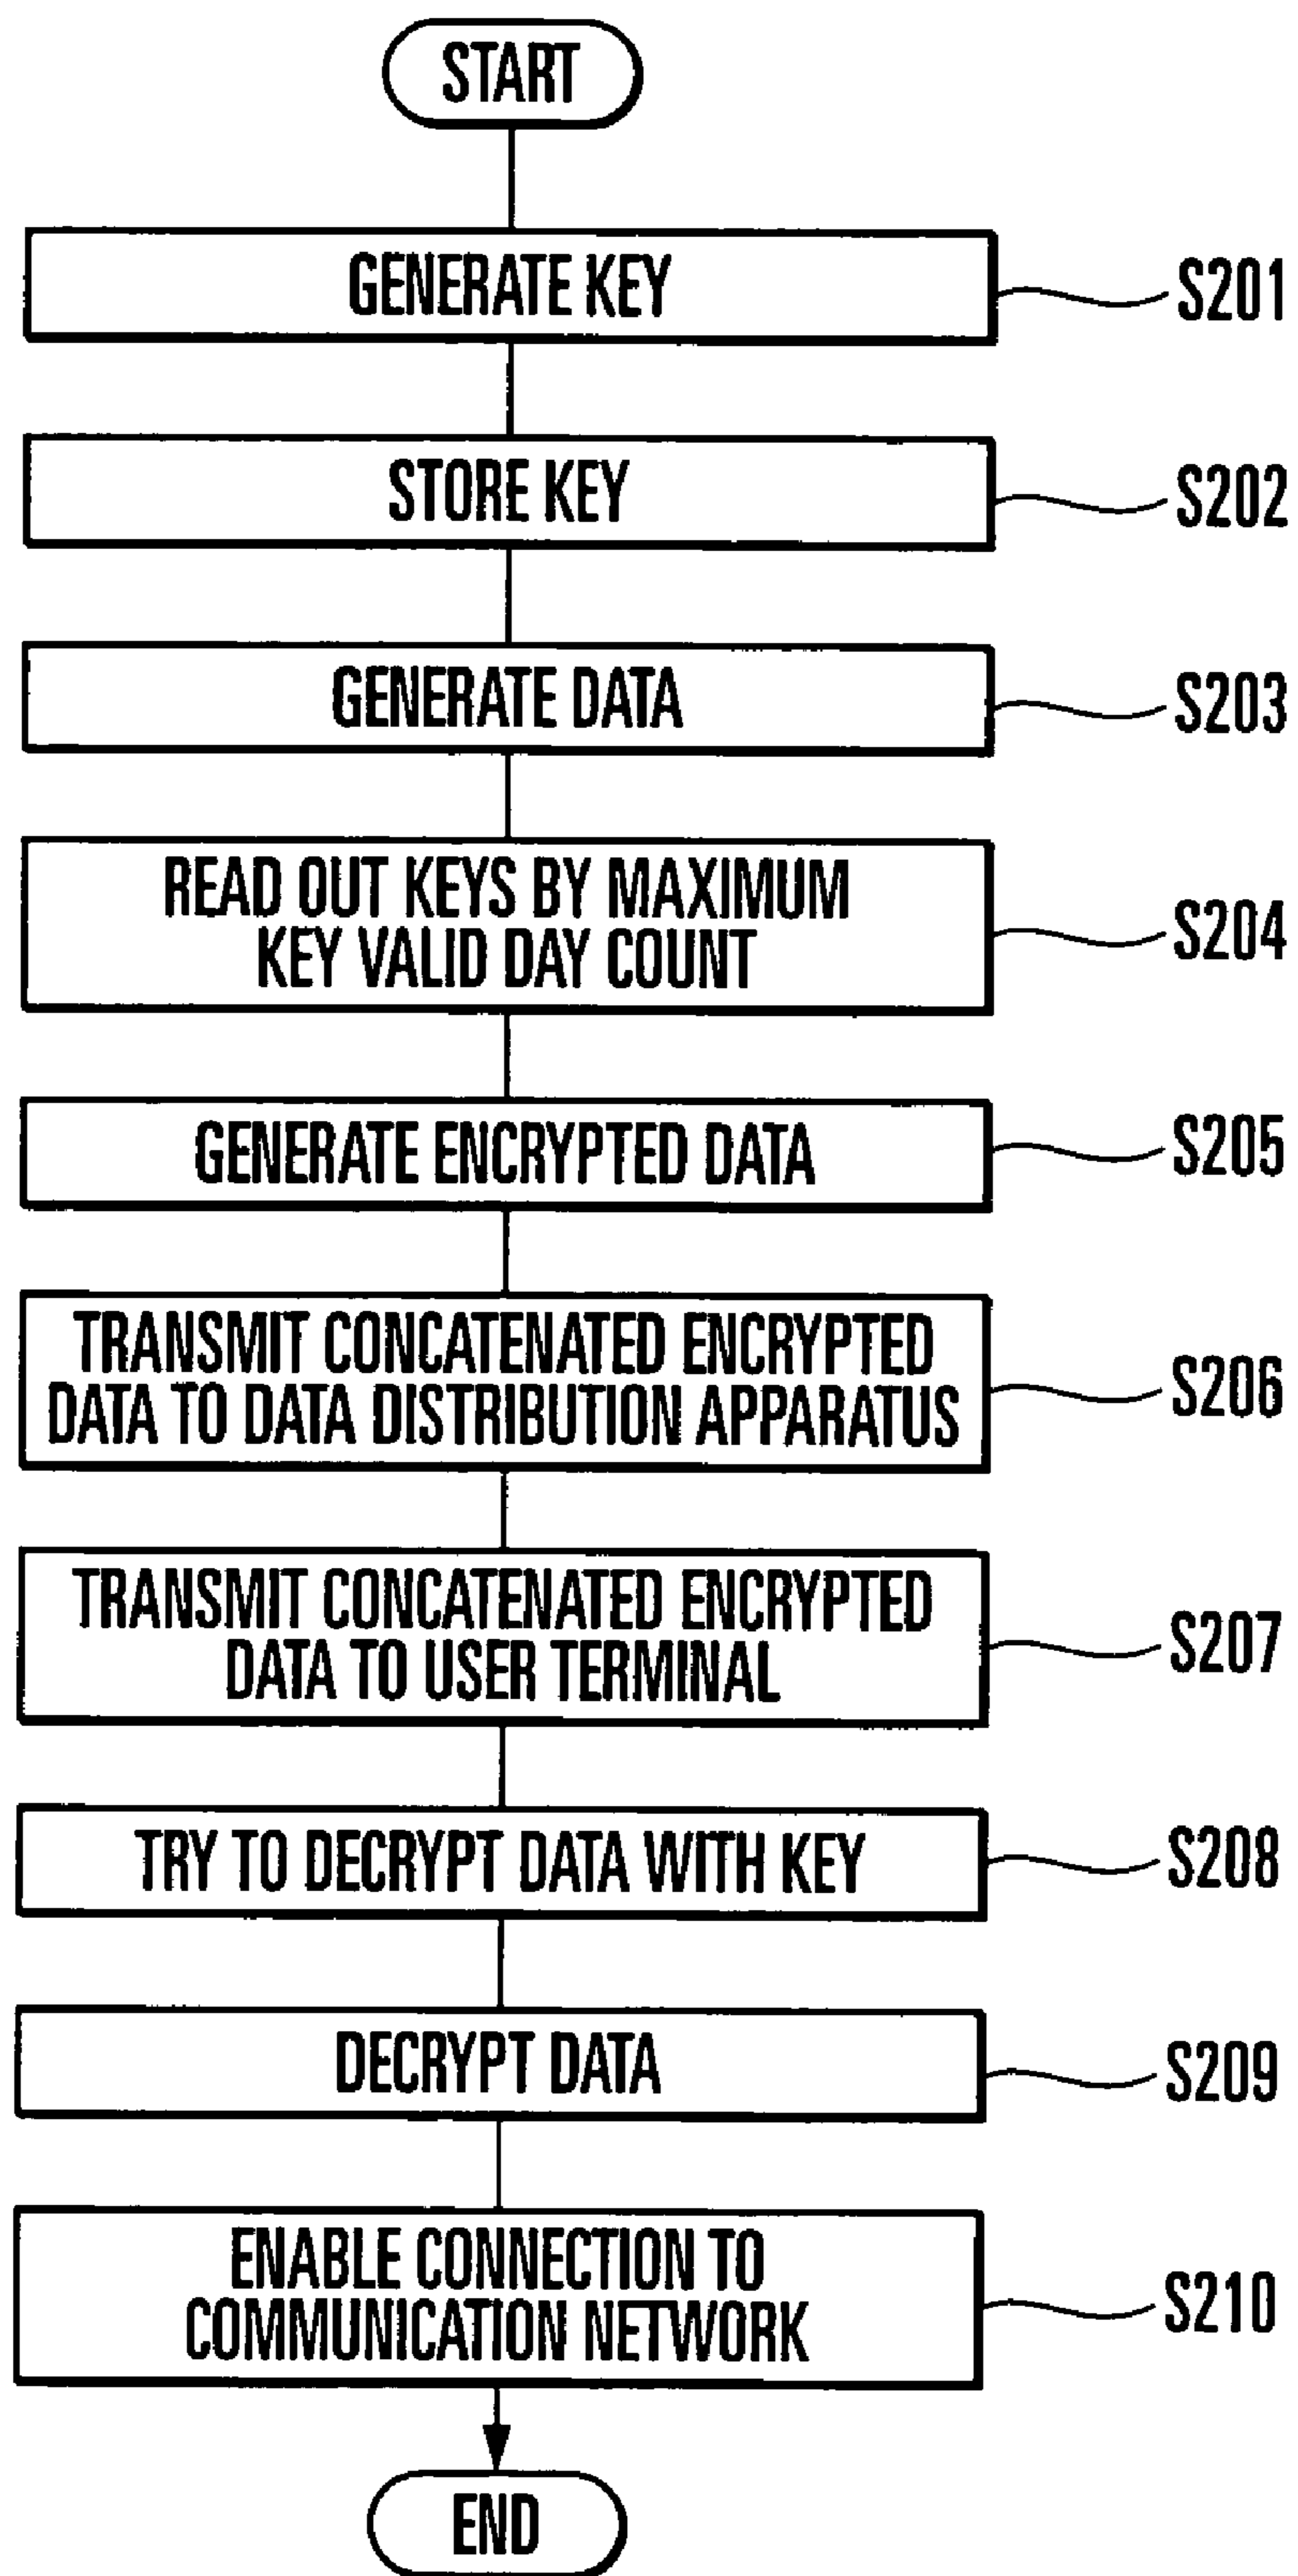 START
GENERATE KEY
S201
STORE KEY
S202
GENERATE DATA
S203
READ OUT KEYS BY MAXIMUM
KEY VALID DAY COUNT
S204
GENERATE ENCRYPTED DATA
S205
TRANSMIT CONCATENATED ENCRYPTED
DATA TO DATA DISTRIBUTION APPARATUS
S206
TRANSMIT CONCATENATED ENCRYPTED
DATA TO USER TERMINAL
S207
TRY TO DECRYPT DATA WITH KEY
S208
DECRYPT DATA
S209
ENABLE CONNECTION TO
COMMUNICATION NETWORK
S210
END